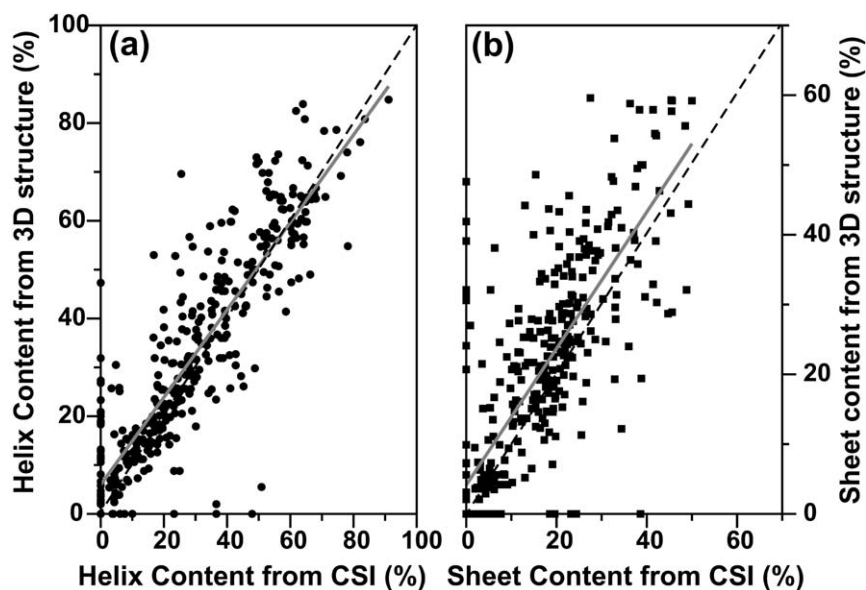 (a)
(b)
Helix Content from 3D structure (%)
100
80
60
40
20
0
0 20 40 60 80 100
Helix Content from CSI (%)
0 20 40 60
Sheet Content from CSI (%)
60
40
20
0
Sheet content from 3D structure (%)